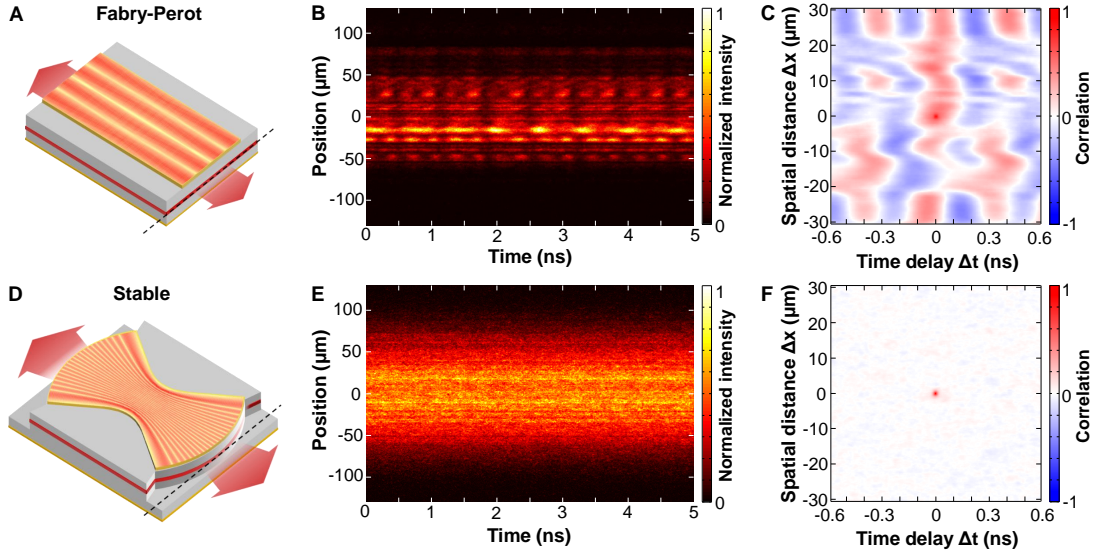 A
Fabry-Perot
B
Position (µm)
100
50
0
-50
-100
0
1
2
3
4
5
Time (ns)
1
0
Normalized intensity
C
Spatial distance Δx (µm)
30
20
10
0
-10
-20
-30
-0.6
-0.3
0
0.3
0.6
Time delay Δt (ns)
1
-1
Correlation
D
Stable
E
Position (µm)
100
50
0
-50
-100
0
1
2
3
4
5
Time (ns)
1
0
Normalized intensity
F
Spatial distance Δx (µm)
30
20
10
0
-10
-20
-30
-0.6
-0.3
0
0.3
0.6
Time delay Δt (ns)
1
-1
Correlation